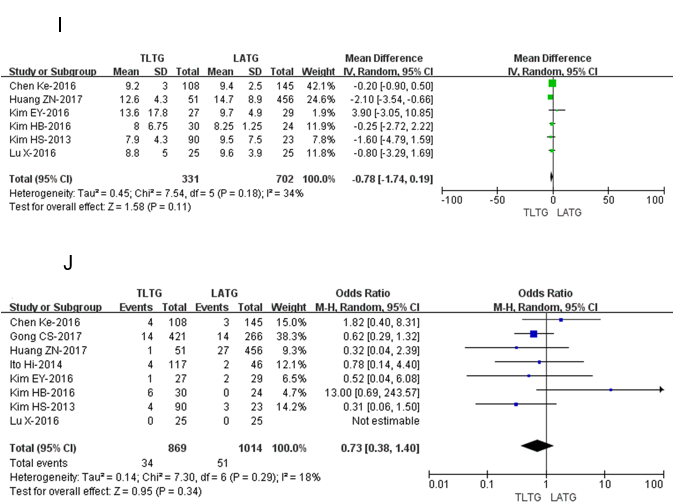 I
TLTG LATG Mean Difference Mean Difference
Study or Subgroup Mean SD Total Mean SD Total Weight IV, Random, 95% CI IV, Random, 95% CI
Chen Ke-2016 9.2 3 108 9.4 2.5 145 42.1% -0.20 [-0.90, 0.50]
Huang ZN-2017 12.6 4.3 51 14.7 8.9 456 24.6% -2.10 [-3.54, -0.66]
Kim EY-2016 13.6 17.8 27 9.7 4.9 29 1.9% 3.90 [-3.05, 10.85]
Kim HB-2016 8 6.75 30 8.25 1.25 24 12.4% -0.25 [-2.72, 2.22]
Kim HS-2013 7.9 4.3 90 9.5 7.5 23 7.2% -1.60 [-4.79, 1.59]
Lu X-2016 8.8 5 25 9.6 3.9 25 11.8% -0.80 [-3.29, 1.69]
Total (95% CI) 331 702 100.0% -0.78 [-1.74, 0.19]
Heterogeneity: Tau² = 0.45; Chi² = 7.54, df = 5 (P = 0.18); I² = 34%
Test for overall effect: Z = 1.58 (P = 0.11)
-100 -50 0 50 100
TLTG LATG
J
TLTG LATG Odds Ratio Odds Ratio
Study or Subgroup Events Total Events Total Weight M-H, Random, 95% CI M-H, Random, 95% CI
Chen Ke-2016 4 108 3 145 15.0% 1.82 [0.40, 8.31]
Gong CS-2017 14 421 14 266 38.3% 0.62 [0.29, 1.32]
Huang ZN-2017 1 51 27 456 9.3% 0.32 [0.04, 2.39]
Ito Hi-2014 4 117 2 46 12.1% 0.78 [0.14, 4.40]
Kim EY-2016 1 27 2 29 6.5% 0.52 [0.04, 6.08]
Kim HB-2016 6 30 0 24 4.7% 13.00 [0.69, 243.57]
Kim HS-2013 4 90 3 23 14.2% 0.31 [0.06, 1.50]
Lu X-2016 0 25 0 25 Not estimable
Total (95% CI) 869 1014 100.0% 0.73 [0.38, 1.40]
Total events 34 51
Heterogeneity: Tau² = 0.14; Chi² = 7.30, df = 6 (P = 0.29); I² = 18%
Test for overall effect: Z = 0.95 (P = 0.34)
0.01 0.1 1 10 100
TLTG LATG